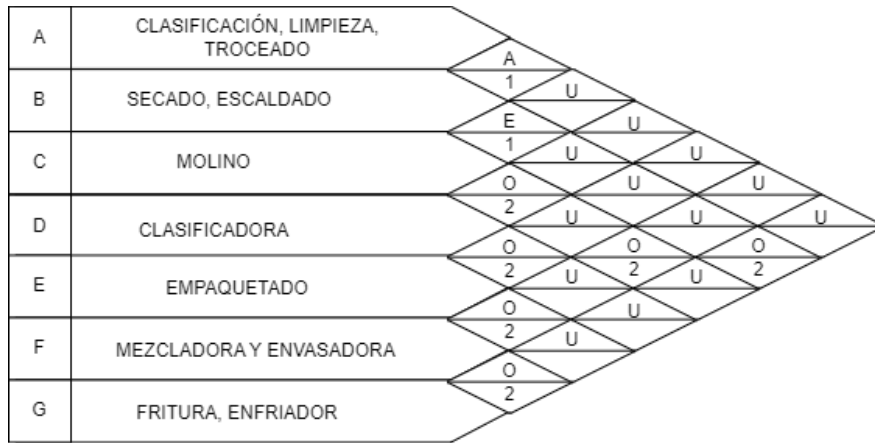 A CLASIFICACIÓN, LIMPIEZA,
TROCEADO
A
1
U
B SECADO, ESCALDADO
E U
1
U U
C MOLINO
O U U
2
U U U
D CLASIFICADORA
O O O
2 U 2 U 2
E EMPAQUETADO
O U
2 U
F MEZCLADORA Y ENVASADORA
O
2
G FRITURA, ENFRIADOR